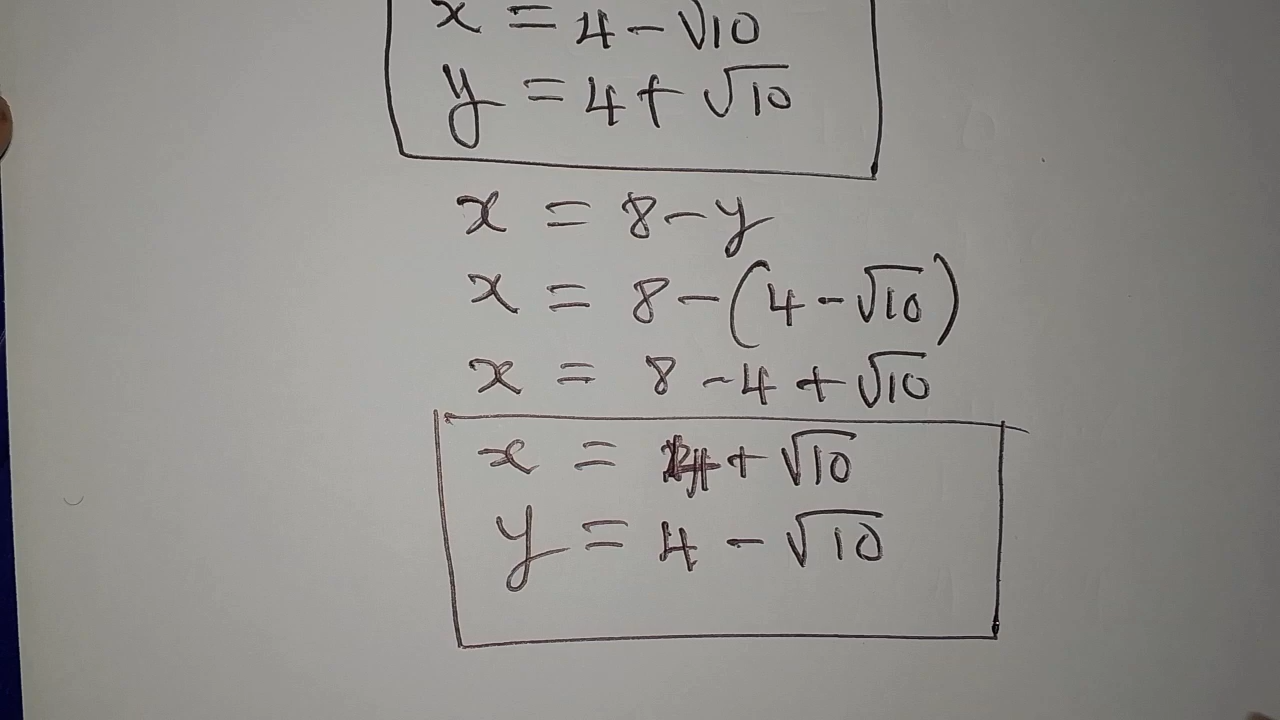 x = 4 - √10
y = 4 + √10
x = 8 - y
x = 8 - (4 - √10)
x = 8 - 4 + √10
x = 4 + √10
y = 4 - √10